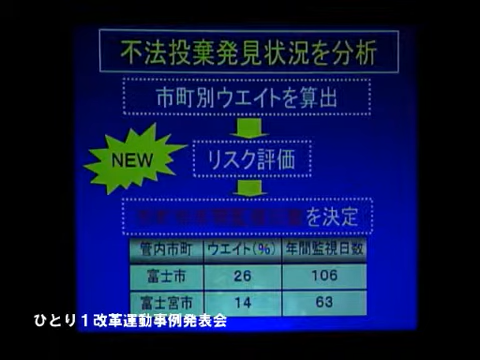 不法投棄発見状況を分析
市町別ウエイトを算出
NEW
リスク評価
を決定
管内市町 ウエイト(%) 年間監視日数
富士市 26 106
富士宮市 14 63
ひとり1改革運動事例発表会